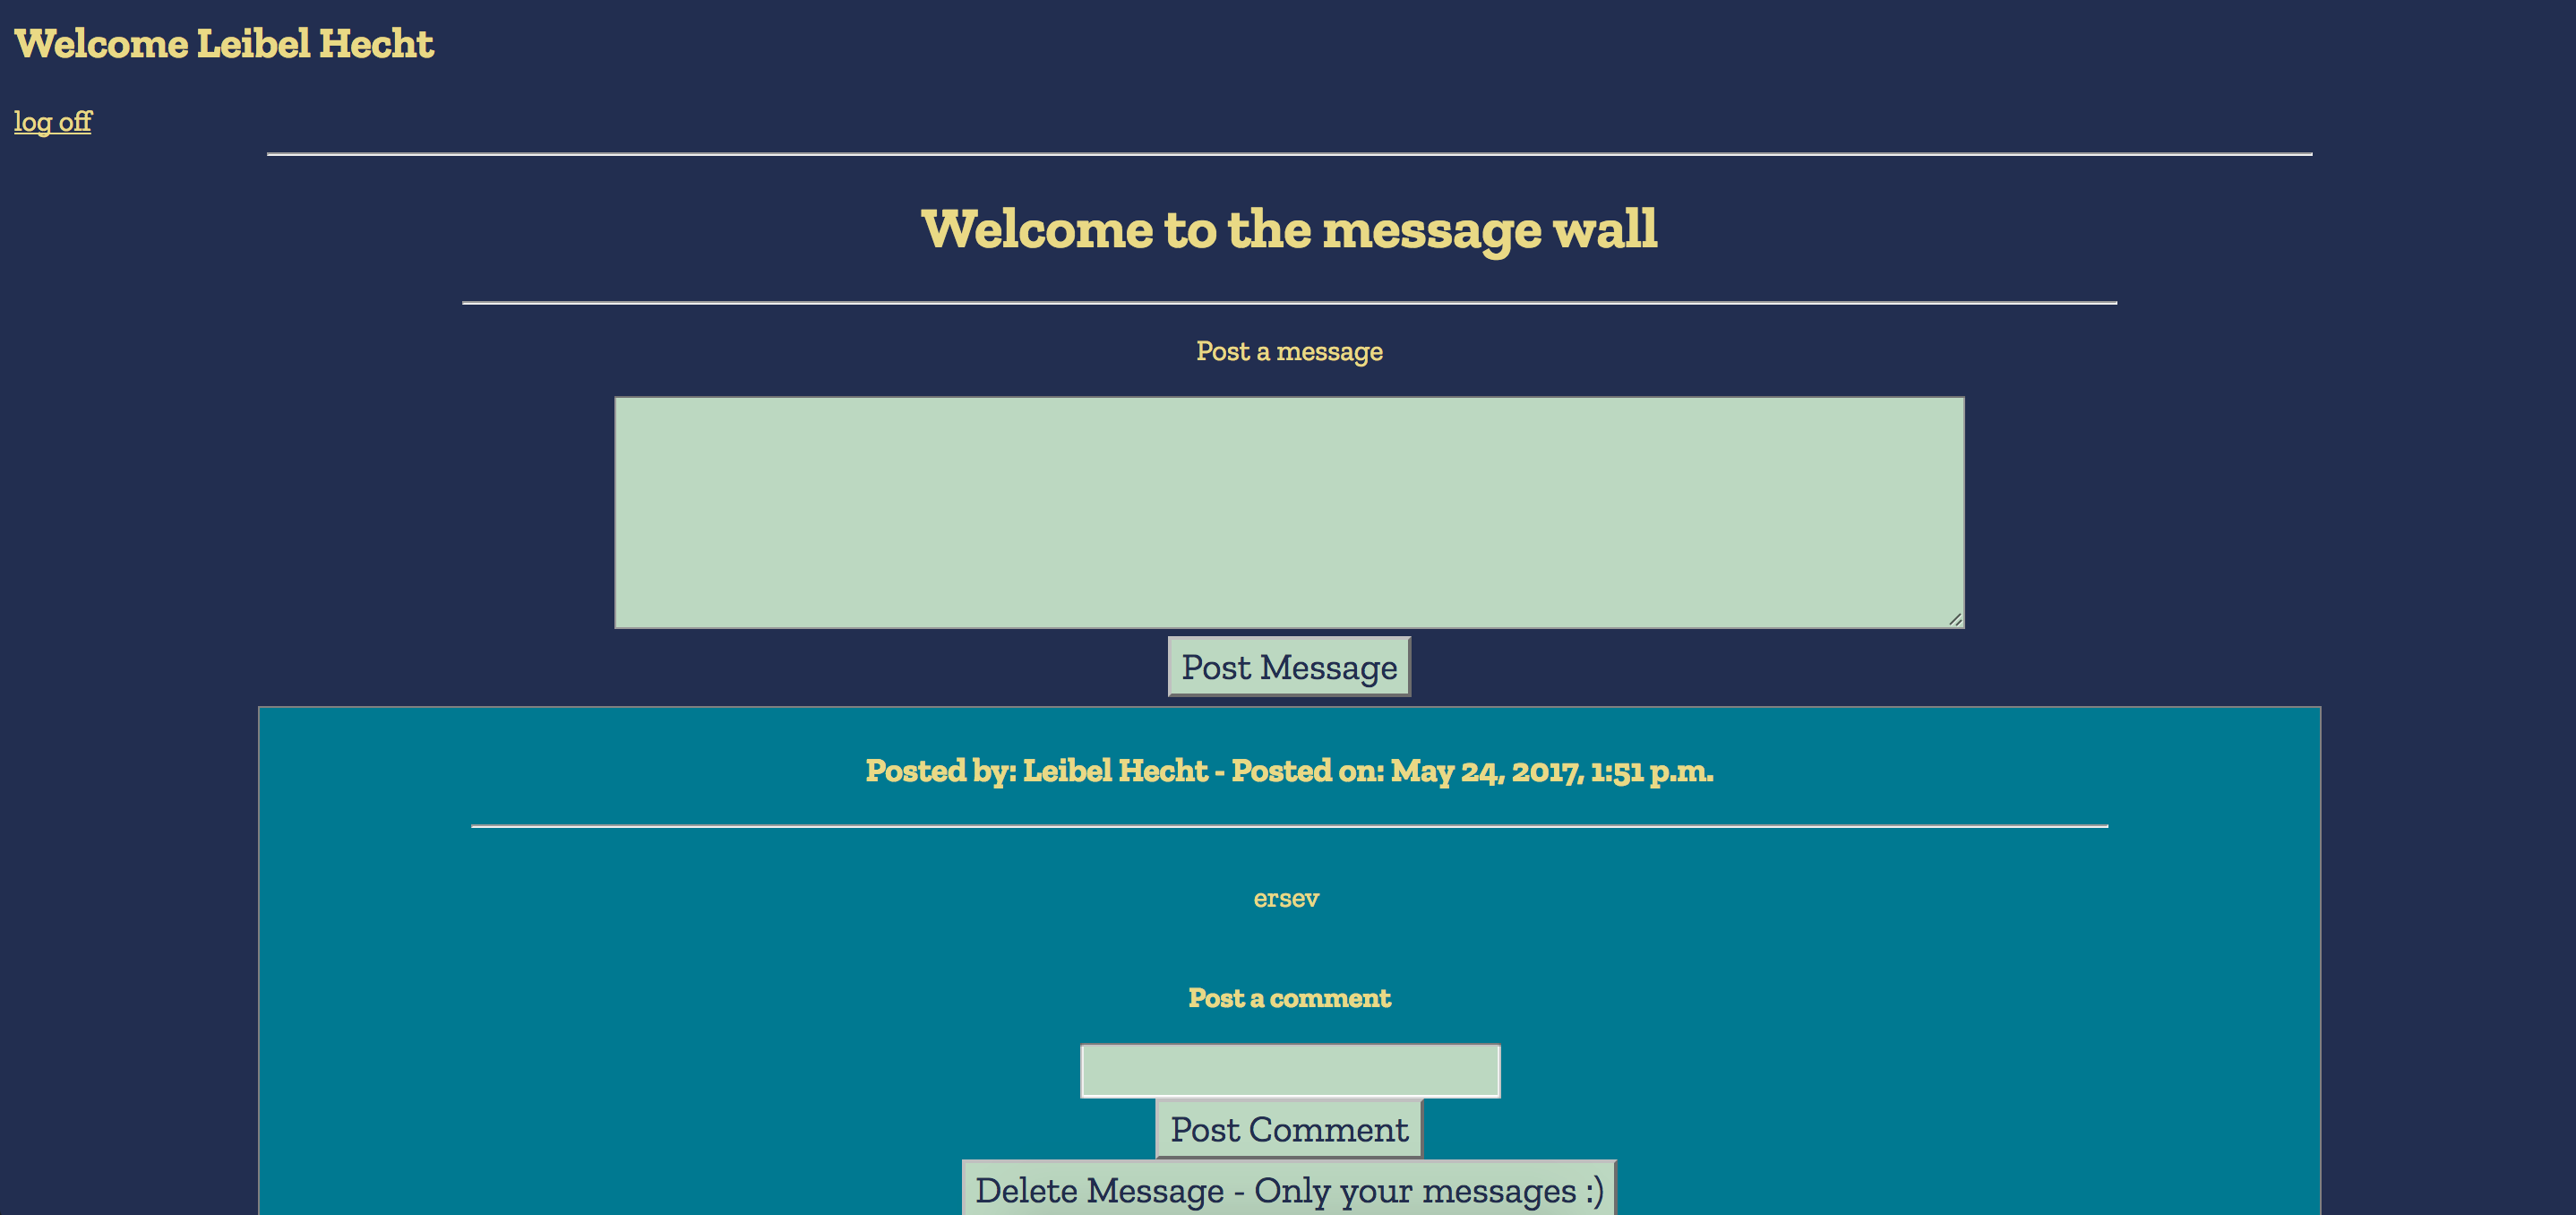 Welcome Leibel Hecht
log off
Welcome to the message wall
Post a message
Post Message
Posted by: Leibel Hecht - Posted on: May 24, 2017, 1:51 p.m.
ersev
Post a comment
Post Comment
Delete Message - Only your messages :)